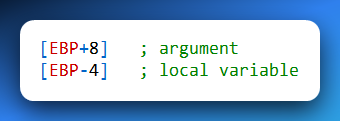 [EBP+8]   ; argument
[EBP-4]   ; local variable